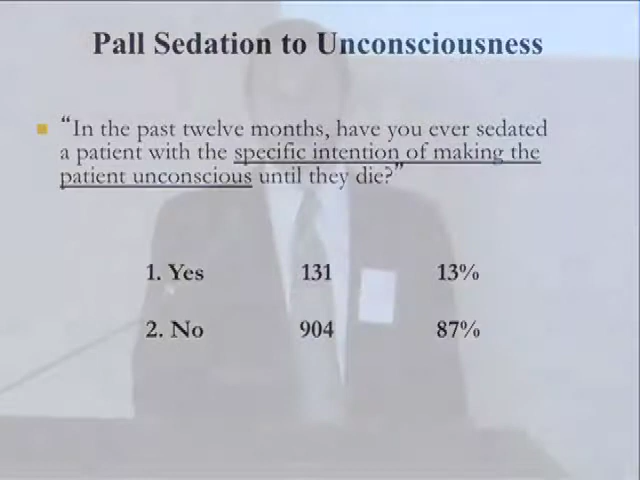 Pall Sedation to Unconsciousness
“In the past twelve months, have you ever sedated
a patient with the specific intention of making the
patient unconscious until they die?”
1. Yes 131 13%
2. No 904 87%